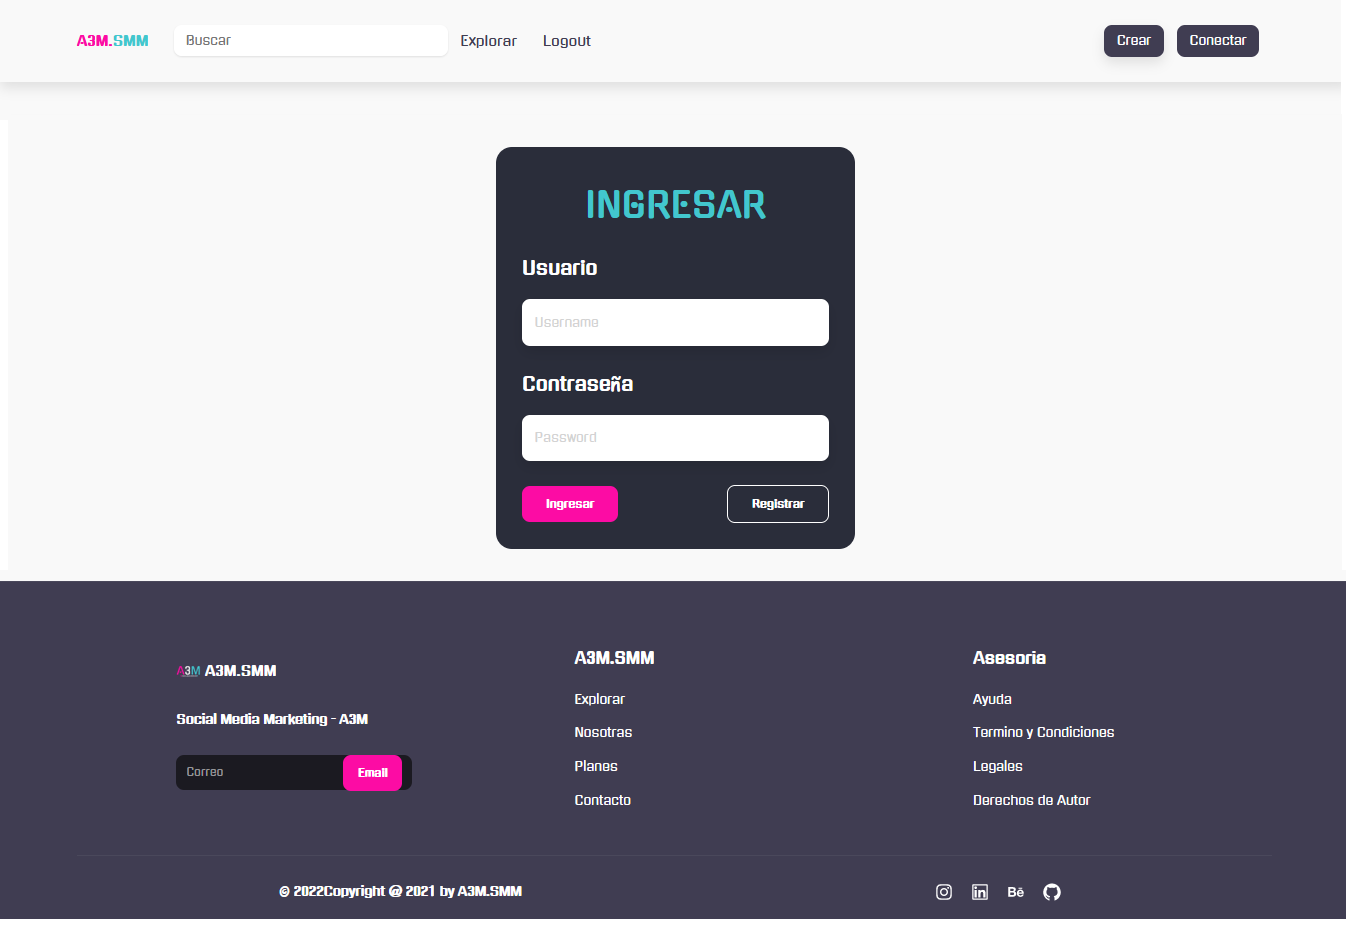 A3M.SMM
Buscar
Explorar
Logout
Crear
Conectar
INGRESAR
Usuario
Username
Contraseña
Password
Ingresar
Registrar
A3M A3M.SMM
Social Media Marketing - A3M
Correo
Email
A3M.SMM
Explorar
Nosotras
Planes
Contacto
Asesoria
Ayuda
Termino y Condiciones
Legales
Derechos de Autor
© 2022Copyright @ 2021 by A3M.SMM
in
Bē